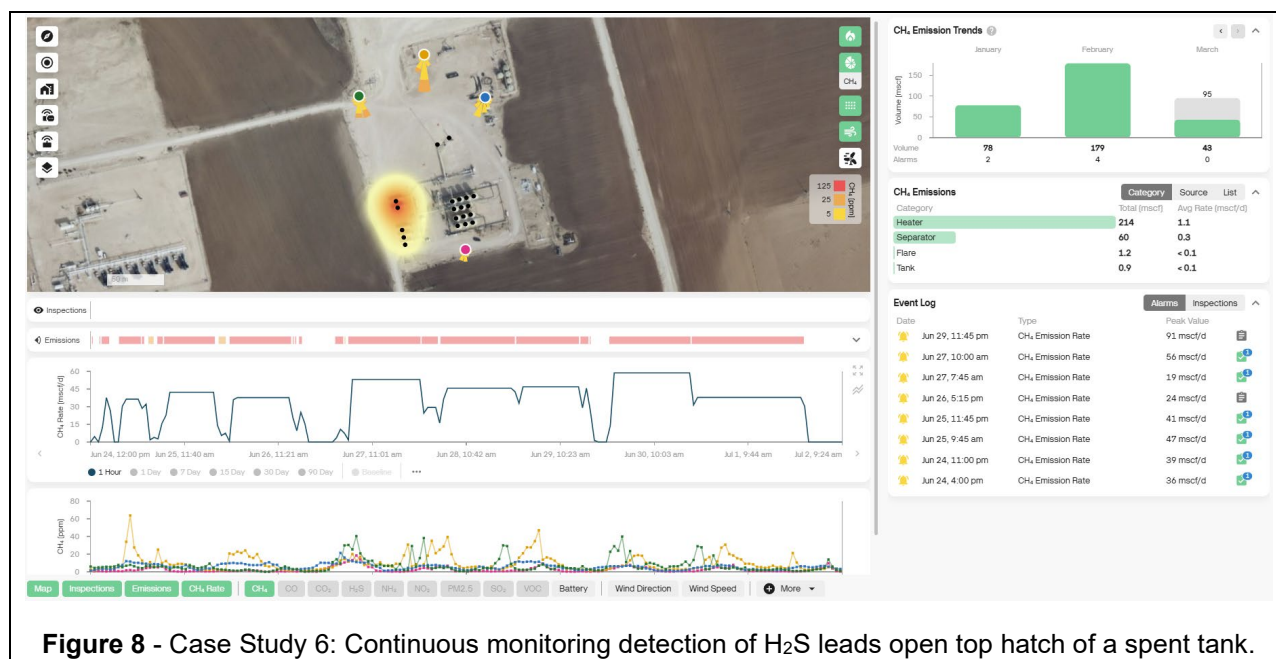 CH₄
125
25
5
CH₄ [ppm]
50 m
CH₄ Emission Trends ?
January February March
Volume [mscf]
150
100
50
0
95
Volume 78 179 43
Alarms 2 4 0
CH₄ Emissions Category Source List
Category Total [mscf] Avg Rate [mscf/d]
Heater 214 1.1
Separator 60 0.3
Flare 1.2 < 0.1
Tank 0.9 < 0.1
Event Log Alarms Inspections
Date Type Peak Value
Jun 29, 11:45 pm CH₄ Emission Rate 91 mscf/d
Jun 27, 10:00 am CH₄ Emission Rate 56 mscf/d 1
Jun 27, 7:45 am CH₄ Emission Rate 19 mscf/d 1
Jun 26, 5:15 pm CH₄ Emission Rate 24 mscf/d
Jun 25, 11:45 pm CH₄ Emission Rate 41 mscf/d 1
Jun 25, 9:45 am CH₄ Emission Rate 47 mscf/d 1
Jun 24, 11:00 pm CH₄ Emission Rate 39 mscf/d 1
Jun 24, 4:00 pm CH₄ Emission Rate 36 mscf/d 1
Inspections
Emissions
CH₄ Rate [mscf/d]
60
45
30
15
0
Jun 24, 12:00 pm Jun 25, 11:40 am Jun 26, 11:21 am Jun 27, 11:01 am Jun 28, 10:42 am Jun 29, 10:23 am Jun 30, 10:03 am Jul 1, 9:44 am Jul 2, 9:24 am
1 Hour 1 Day 7 Day 15 Day 30 Day 90 Day Baseline ...
CH₄ [ppm]
80
60
40
20
0
Map Inspections Emissions CH₄ Rate CH₄ CO CO₂ H₂S NH₃ NO₂ PM2.5 SO₂ VOC Battery Wind Direction Wind Speed More
Figure 8 - Case Study 6: Continuous monitoring detection of H₂S leads open top hatch of a spent tank.